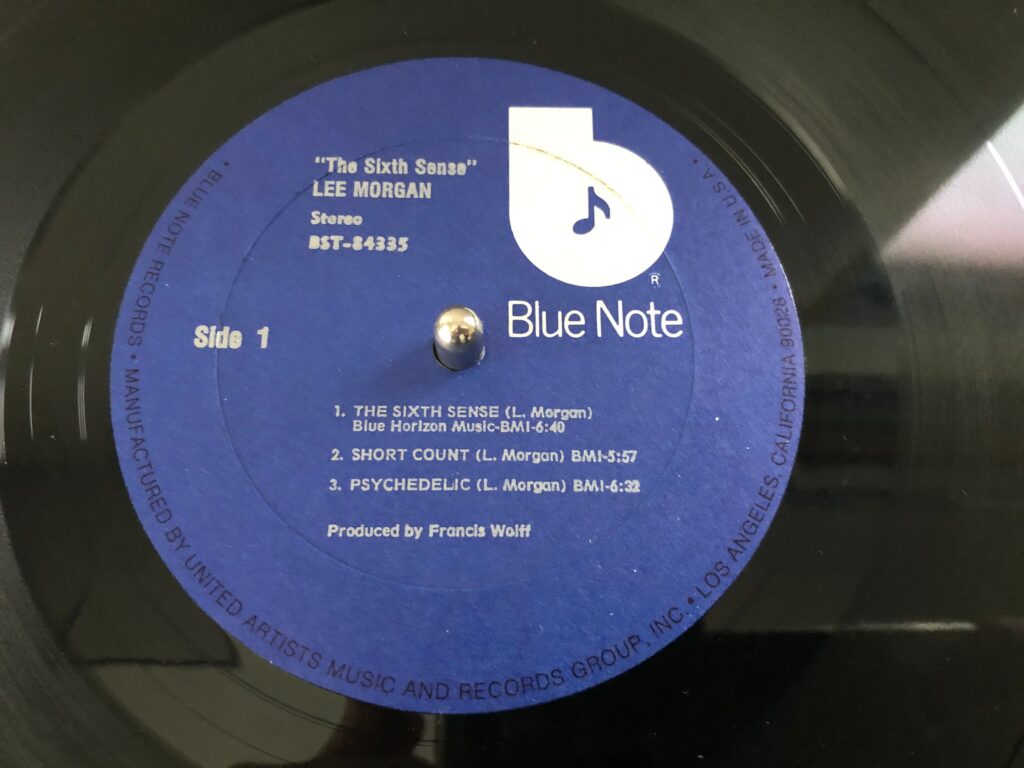 "The Sixth Sense"
LEE MORGAN
Stereo
BST-84335
R
Blue Note
Side 1
1. THE SIXTH SENSE (L. Morgan)
Blue Horizon Music-BMI-6:40
2. SHORT COUNT (L. Morgan) BMI-5:57
3. PSYCHEDELIC (L. Morgan) BMI-6:32
Produced by Francis Wolff
• BLUE NOTE RECORDS • MANUFACTURED BY UNITED ARTISTS MUSIC AND RECORDS GROUP, INC. • LOS ANGELES, CALIFORNIA 90028 • MADE IN U.S.A. •